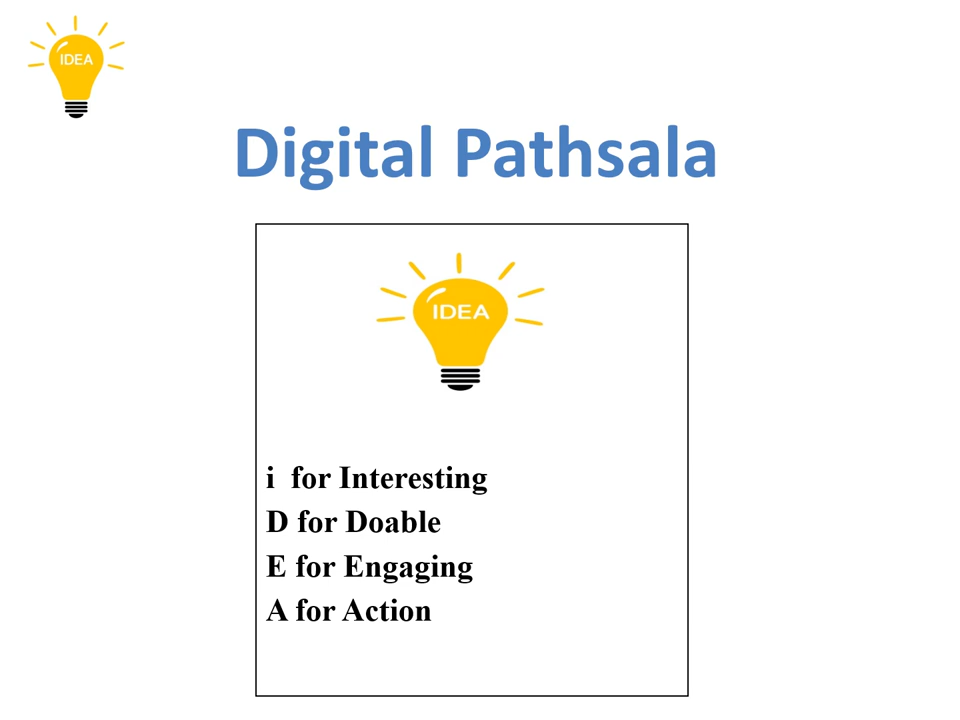 IDEA
Digital Pathsala
IDEA
i  for Interesting
D for Doable
E for Engaging
A for Action